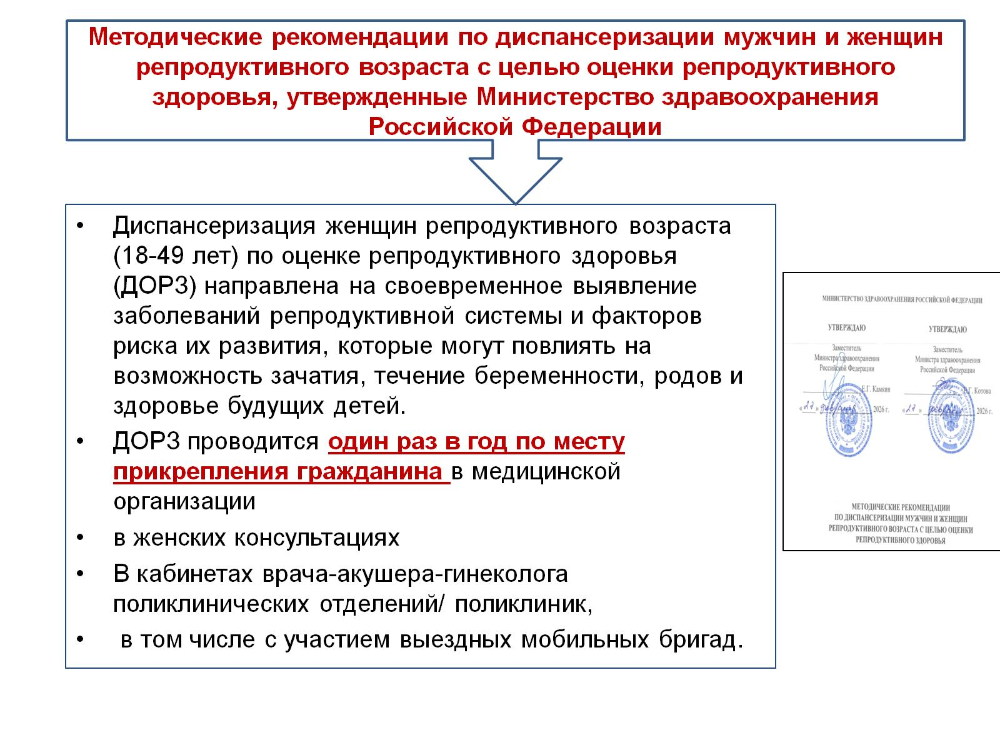 Методические рекомендации по диспансеризации мужчин и женщин
репродуктивного возраста с целью оценки репродуктивного
здоровья, утвержденные Министерство здравоохранения
Российской Федерации
• Диспансеризация женщин репродуктивного возраста
(18-49 лет) по оценке репродуктивного здоровья
(ДОРЗ) направлена на своевременное выявление
заболеваний репродуктивной системы и факторов
риска их развития, которые могут повлиять на
возможность зачатия, течение беременности, родов и
здоровье будущих детей.
• ДОРЗ проводится один раз в год по месту
прикрепления гражданина в медицинской
организации
• в женских консультациях
• В кабинетах врача-акушера-гинеколога
поликлинических отделений/ поликлиник,
• в том числе с участием выездных мобильных бригад.
МИНИСТЕРСТВО ЗДРАВООХРАНЕНИЯ РОССИЙСКОЙ ФЕДЕРАЦИИ
УТВЕРЖДАЮ
Заместитель
Министра здравоохранения
Российской Федерации
Е.Г. Камкин
«27» февраля 2026 г.
УТВЕРЖДАЮ
Заместитель
Министра здравоохранения
Российской Федерации
Е.Г. Котова
«27» февраля 2026 г.
МЕТОДИЧЕСКИЕ РЕКОМЕНДАЦИИ
ПО ДИСПАНСЕРИЗАЦИИ МУЖЧИН И ЖЕНЩИН
РЕПРОДУКТИВНОГО ВОЗРАСТА С ЦЕЛЬЮ ОЦЕНКИ
РЕПРОДУКТИВНОГО ЗДОРОВЬЯ